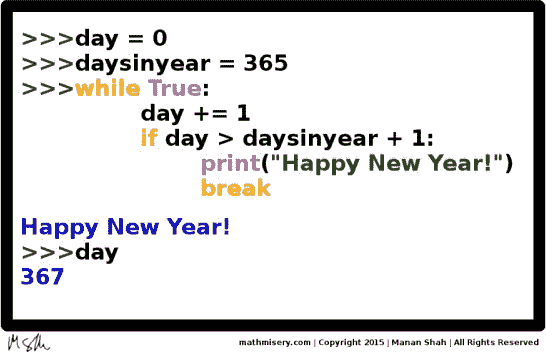 >>>day = 0
>>>daysinyear = 365
>>>while True:
day += 1
if day > daysinyear + 1:
print("Happy New Year!")
break
Happy New Year!
>>>day
367
mathmisery.com | Copyright 2015 | Manan Shah | All Rights Reserved